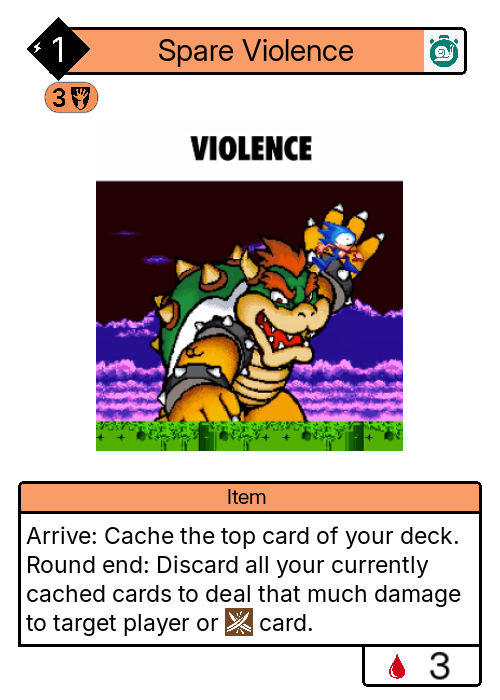 1
Spare Violence
3
VIOLENCE
Item
Arrive: Cache the top card of your deck.
Round end: Discard all your currently
cached cards to deal that much damage
to target player or card.
3